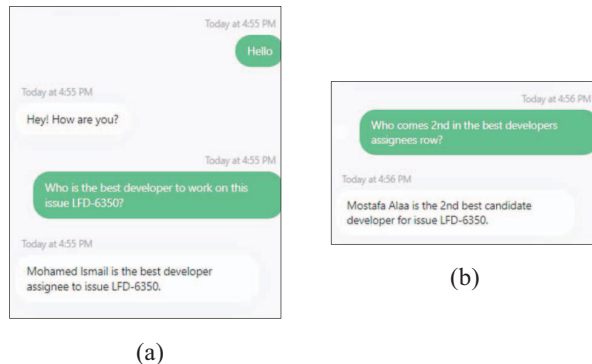 Today at 4:55 PM
Hello
Today at 4:55 PM
Hey! How are you?
Today at 4:55 PM
Who is the best developer to work on this
issue LFD-6350?
Today at 4:55 PM
Mohamed Ismail is the best developer
assignee to issue LFD-6350.
(a)
Today at 4:56 PM
Who comes 2nd in the best developers
assignees row?
Today at 4:56 PM
Mostafa Alaa is the 2nd best candidate
developer for issue LFD-6350.
(b)